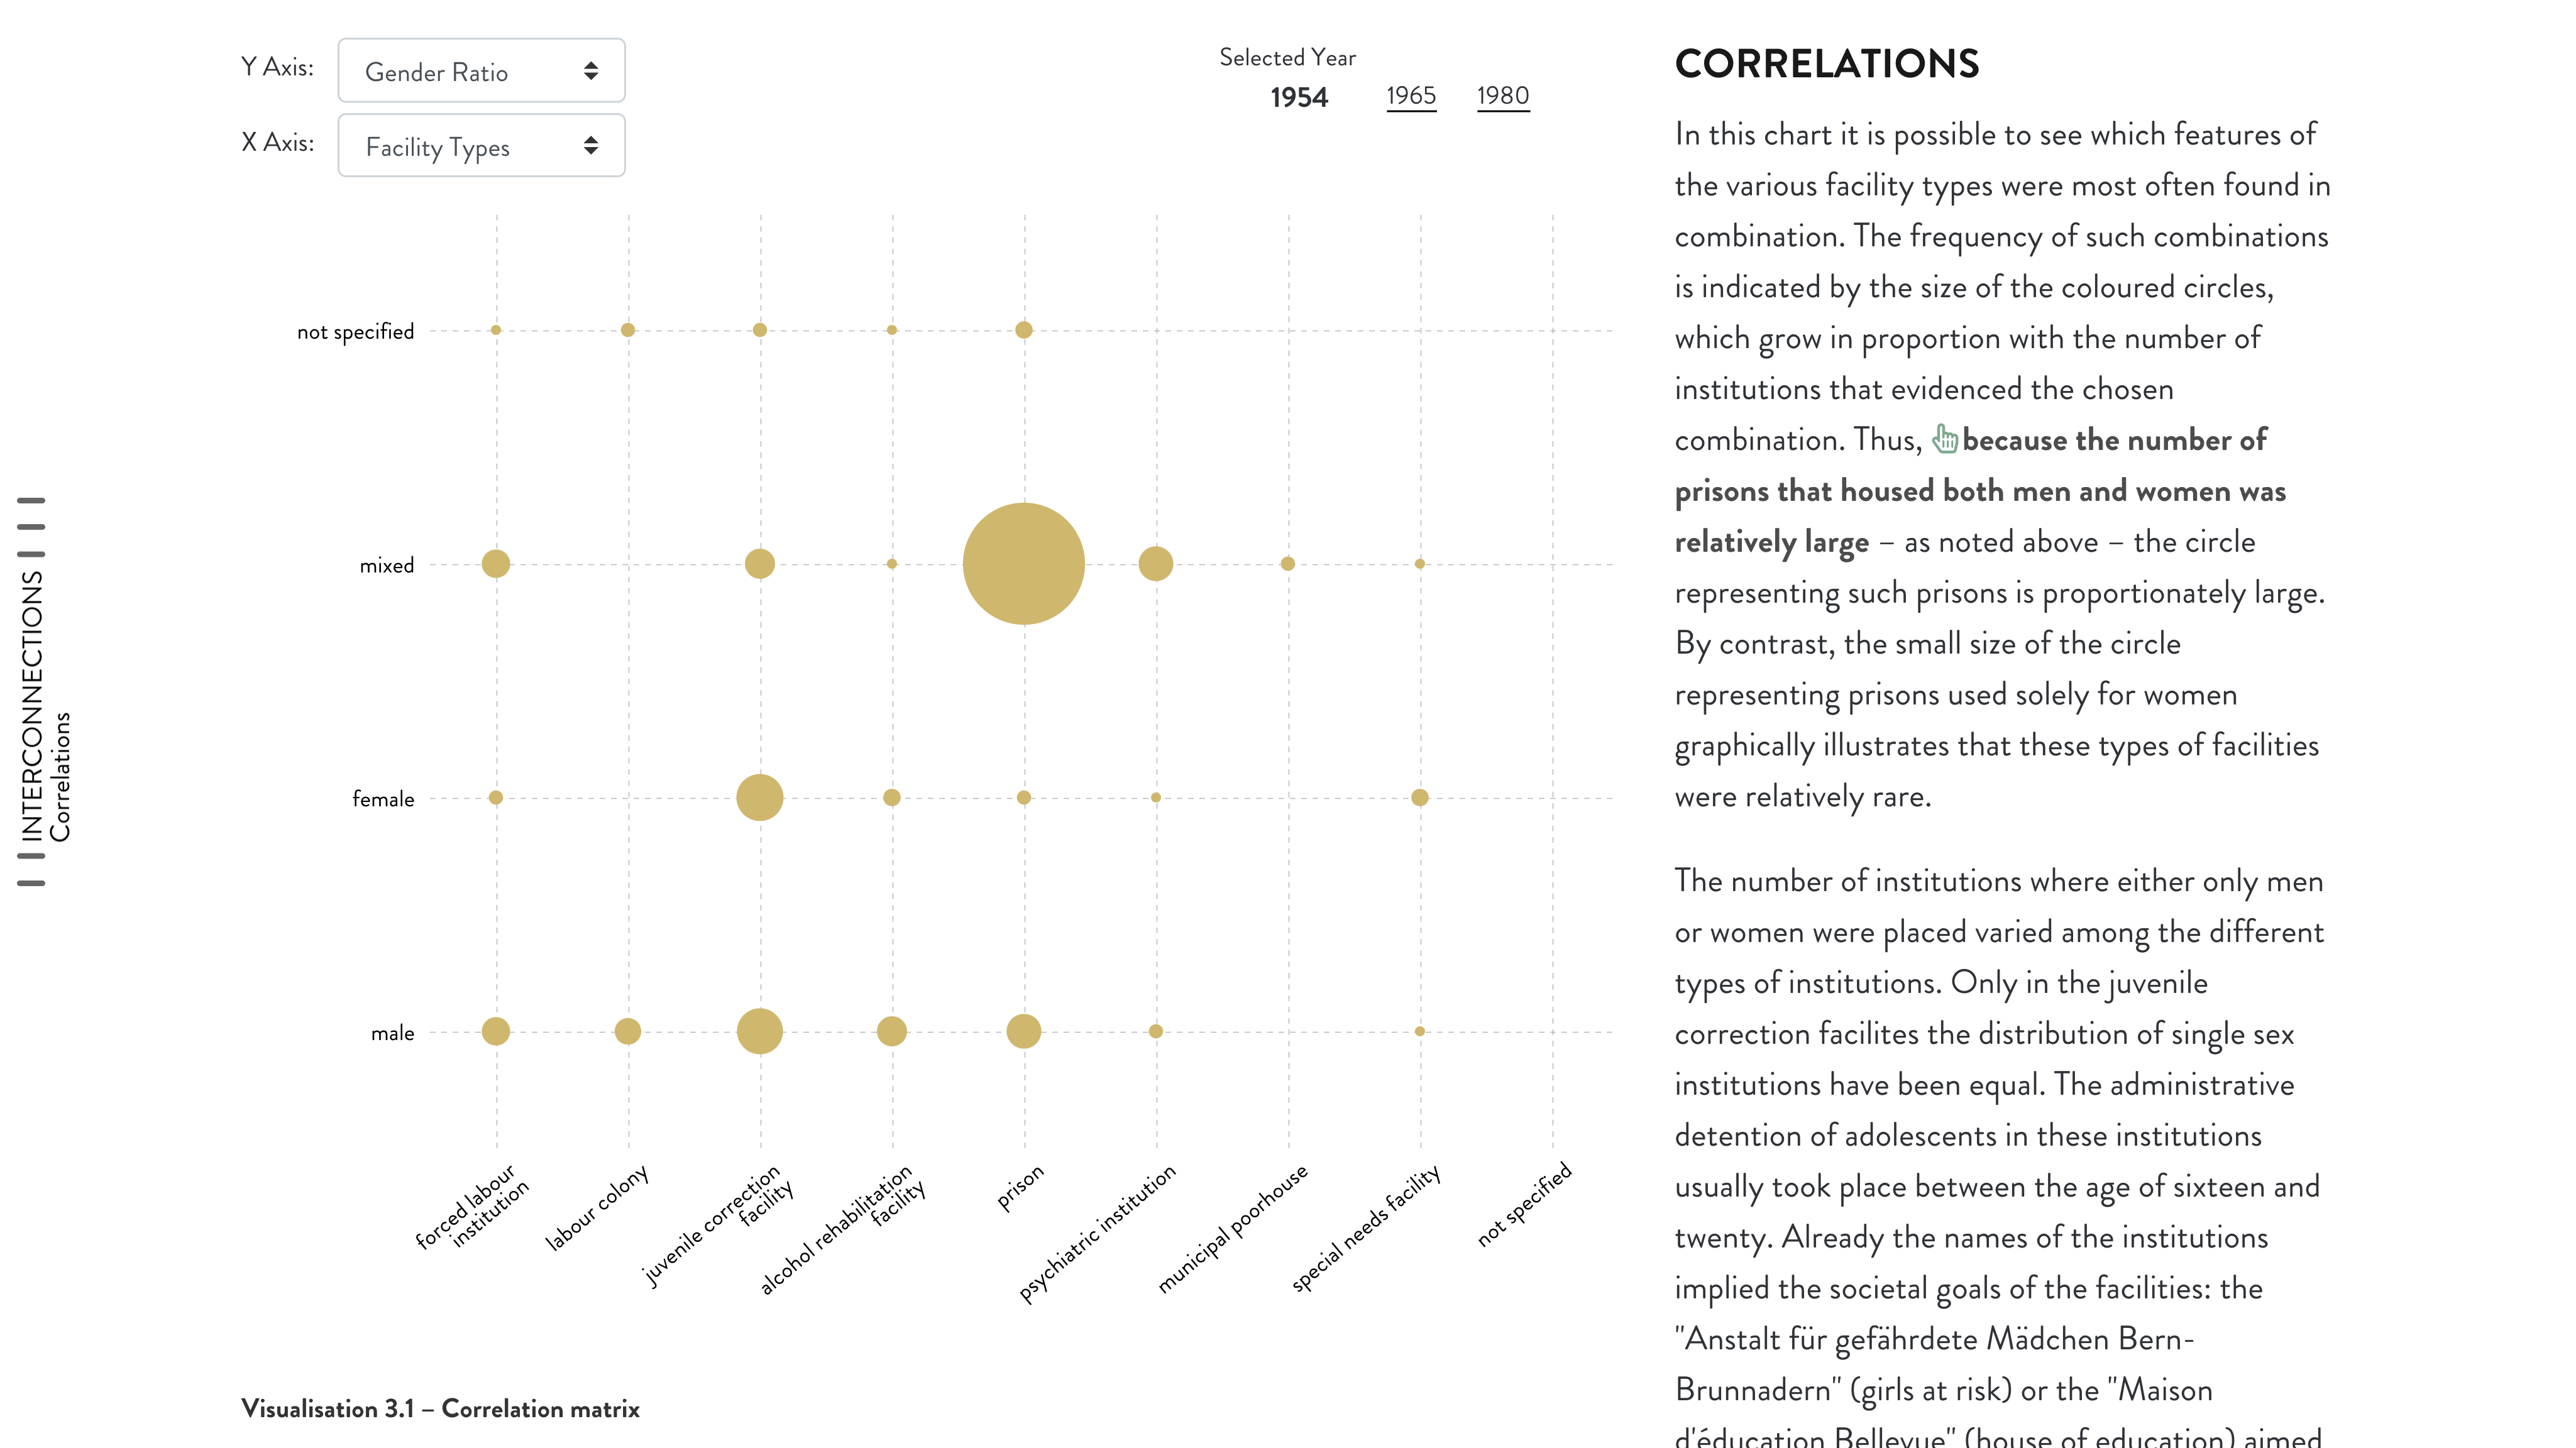 Y Axis:
Gender Ratio
X Axis:
Facility Types
Selected Year
1954 1965 1980
not specified
mixed
female
male
forced labour
institution
labour colony
juvenile correction
facility
alcohol rehabilitation
facility
prison
psychiatric institution
municipal poorhouse
special needs facility
not specified
Visualisation 3.1 – Correlation matrix
INTERCONNECTIONS
Correlations
CORRELATIONS
In this chart it is possible to see which features of
the various facility types were most often found in
combination. The frequency of such combinations
is indicated by the size of the coloured circles,
which grow in proportion with the number of
institutions that evidenced the chosen
combination. Thus, because the number of
prisons that housed both men and women was
relatively large – as noted above – the circle
representing such prisons is proportionately large.
By contrast, the small size of the circle
representing prisons used solely for women
graphically illustrates that these types of facilities
were relatively rare.
The number of institutions where either only men
or women were placed varied among the different
types of institutions. Only in the juvenile
correction facilites the distribution of single sex
institutions have been equal. The administrative
detention of adolescents in these institutions
usually took place between the age of sixteen and
twenty. Already the names of the institutions
implied the societal goals of the facilities: the
"Anstalt für gefährdete Mädchen Bern-
Brunnadern" (girls at risk) or the "Maison
d'éducation Bellevue" (house of education) aimed